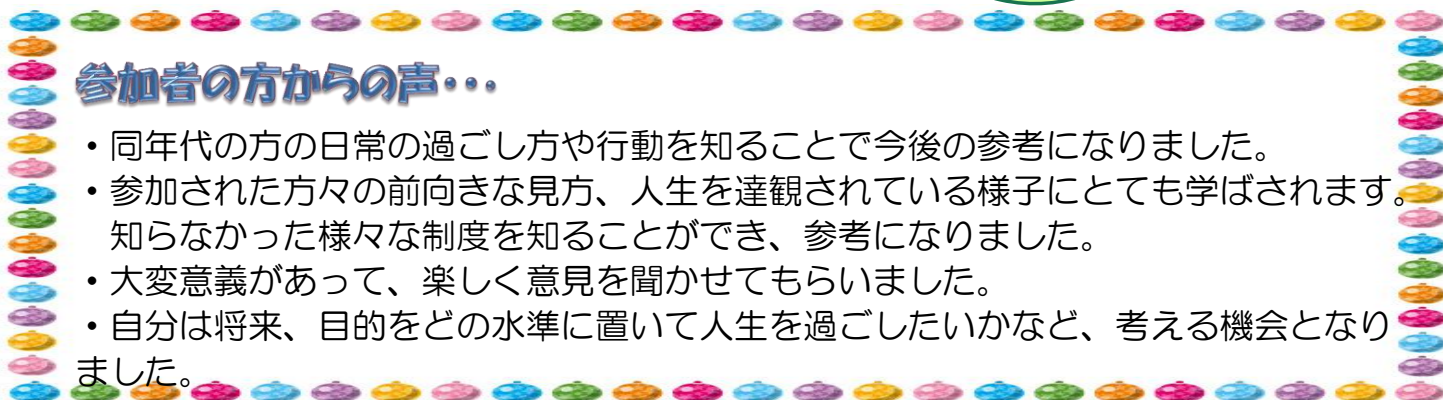 参加者の方からの声・・・
・同年代の方の日常の過ごし方や行動を知ることで今後の参考になりました。
・参加された方々の前向きな見方、人生を達観されている様子にとても学ばされます。
知らなかった様々な制度を知ることができ、参考になりました。
・大変意義があって、楽しく意見を聞かせてもらいました。
・自分は将来、目的をどの水準に置いて人生を過ごしたいかなど、考える機会となり
ました。